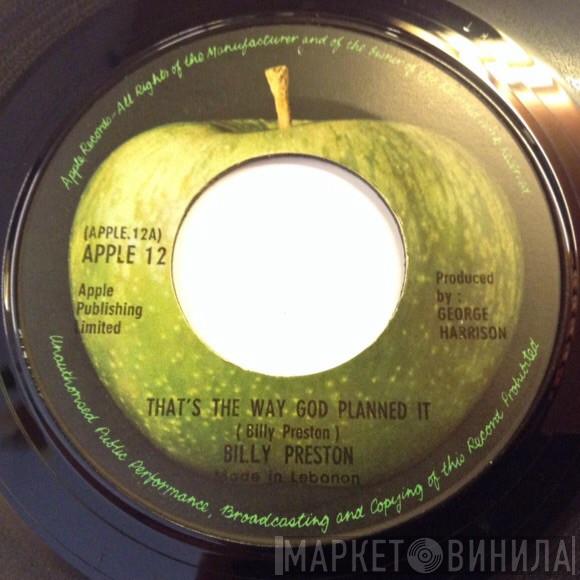 Apple Records-All Rights of the Manufacturer and of the Owner of
(APPLE.12A)
APPLE 12
Apple
Publishing
Limited
Produced
by :
GEORGE
HARRISON
THAT'S THE WAY GOD PLANNED IT
( Billy Preston )
BILLY PRESTON
Made in Lebanon
Unauthorised Public Performance, Broadcasting and Copying of this Record Prohibited
МАРКЕТ ВИНИЛА